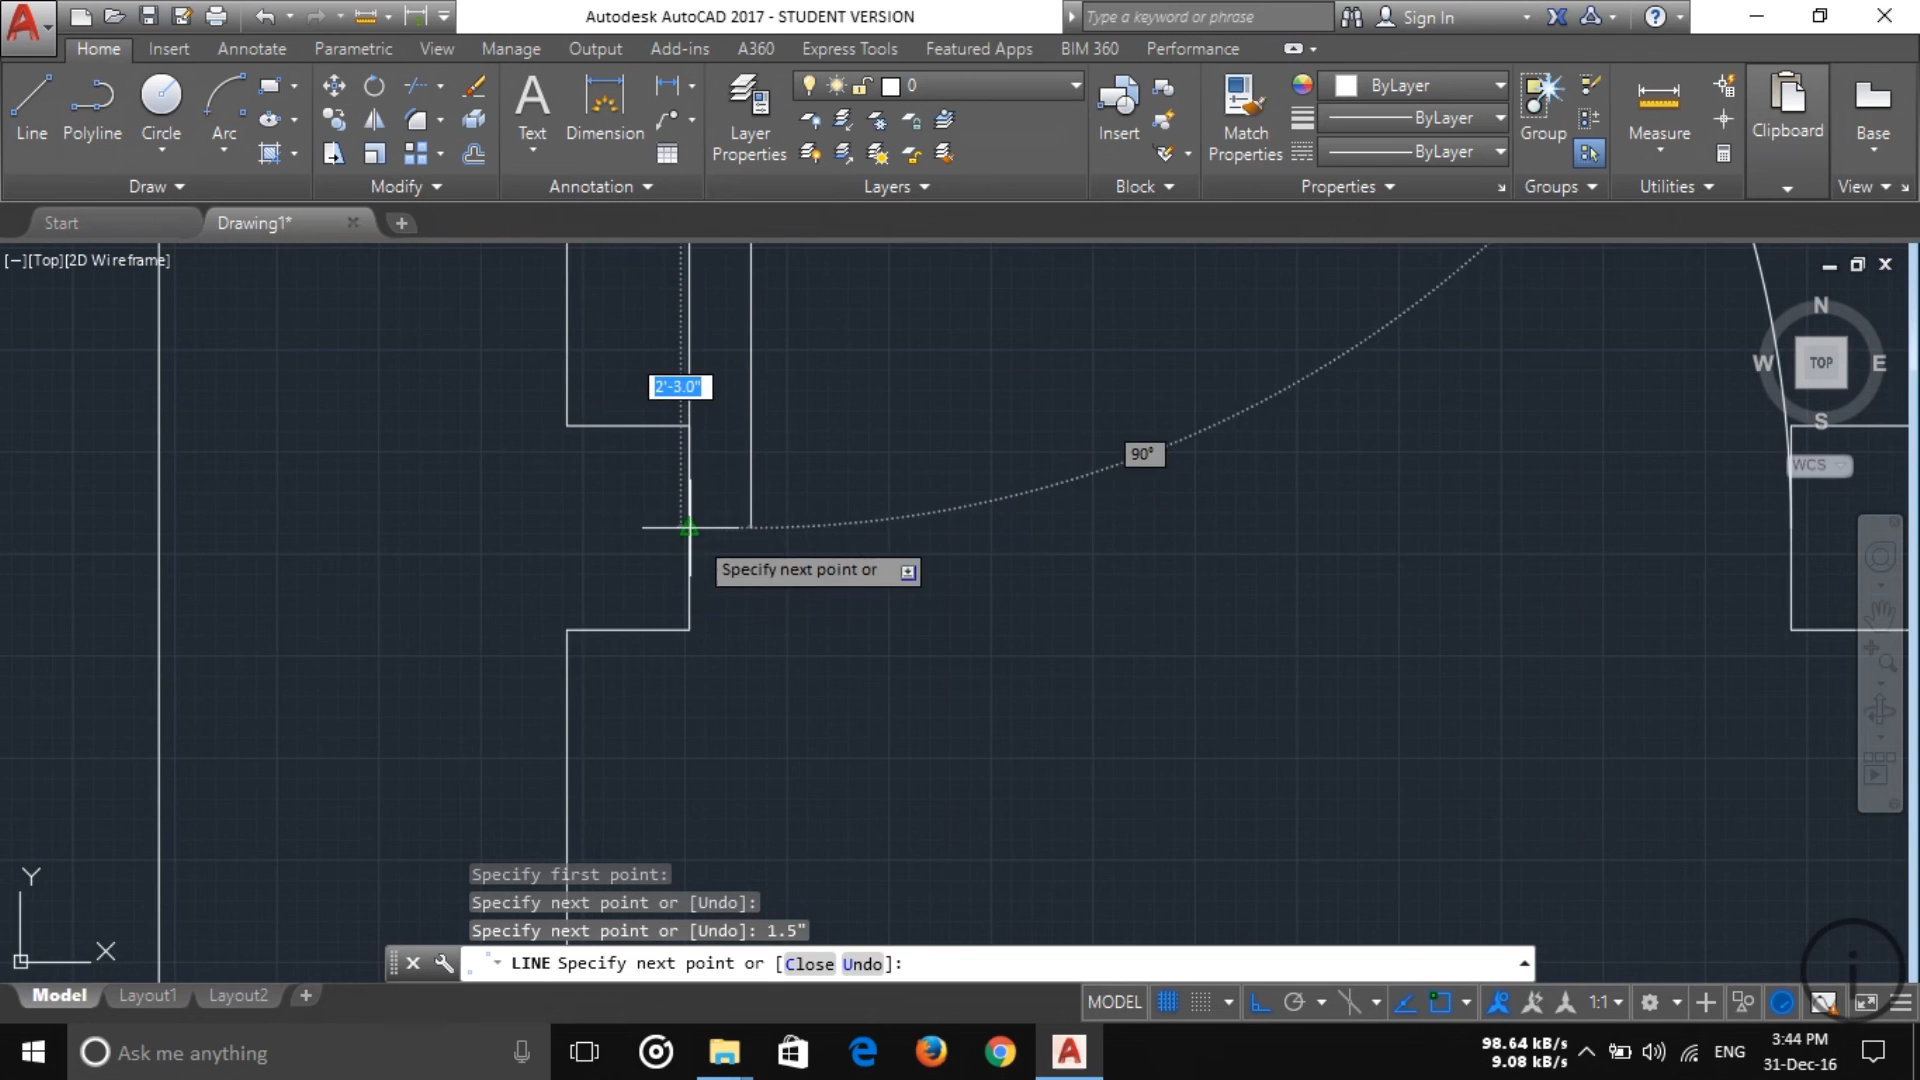 Autodesk AutoCAD 2017 - STUDENT VERSION
Type a keyword or phrase
Sign In
Home
Insert
Annotate
Parametric
View
Manage
Output
Add-ins
A360
Express Tools
Featured Apps
BIM 360
Performance
Line
Polyline
Circle
Arc
Text
Dimension
Layer
Properties
0
Insert
Match
Properties
ByLayer
ByLayer
ByLayer
Group
Measure
Clipboard
Base
Draw
Modify
Annotation
Layers
Block
Properties
Groups
Utilities
View
Start
Drawing1*
[−][Top][2D Wireframe]
N
W
TOP
E
S
WCS
2'-3.0"
90°
Specify next point or
Y
X
Specify first point:
Specify next point or [Undo]:
Specify next point or [Undo]: 1.5"
LINE Specify next point or [Close Undo]:
Model
Layout1
Layout2
MODEL
1:1
Ask me anything
98.64 kB/s
9.08 kB/s
ENG
3:44 PM
31-Dec-16